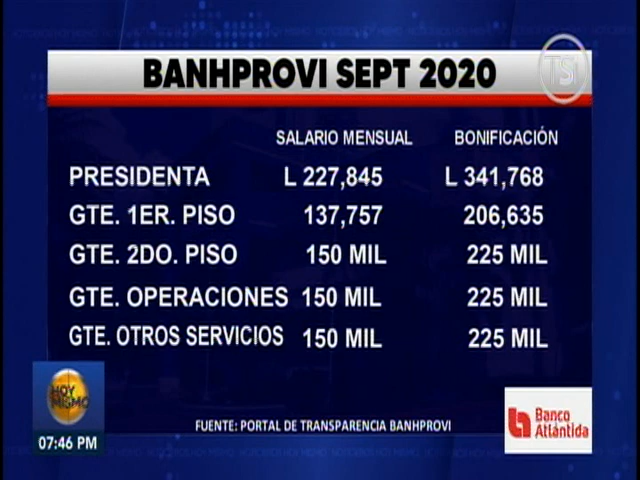 BANHPROVI SEPT 2020
TSi
SALARIO MENSUAL BONIFICACIÓN
PRESIDENTA L 227,845 L 341,768
GTE. 1ER. PISO 137,757 206,635
GTE. 2DO. PISO 150 MIL 225 MIL
GTE. OPERACIONES 150 MIL 225 MIL
GTE. OTROS SERVICIOS 150 MIL 225 MIL
HOY
MISMO
Banco
Atlántida
FUENTE: PORTAL DE TRANSPARENCIA BANHPROVI
07:46 PM